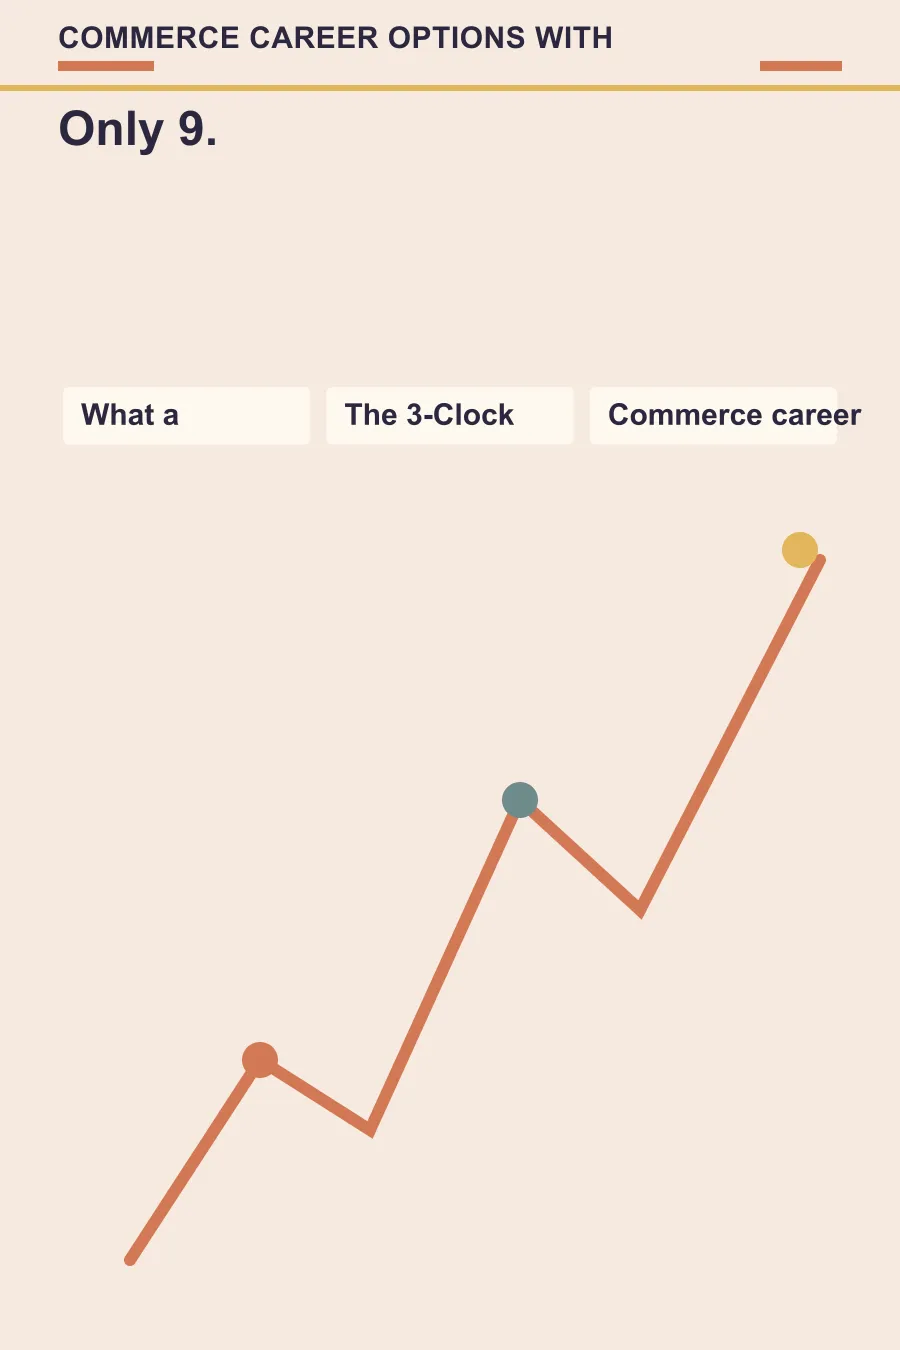 COMMERCE CAREER OPTIONS WITH
Only 9.
What a
The 3-Clock
Commerce career